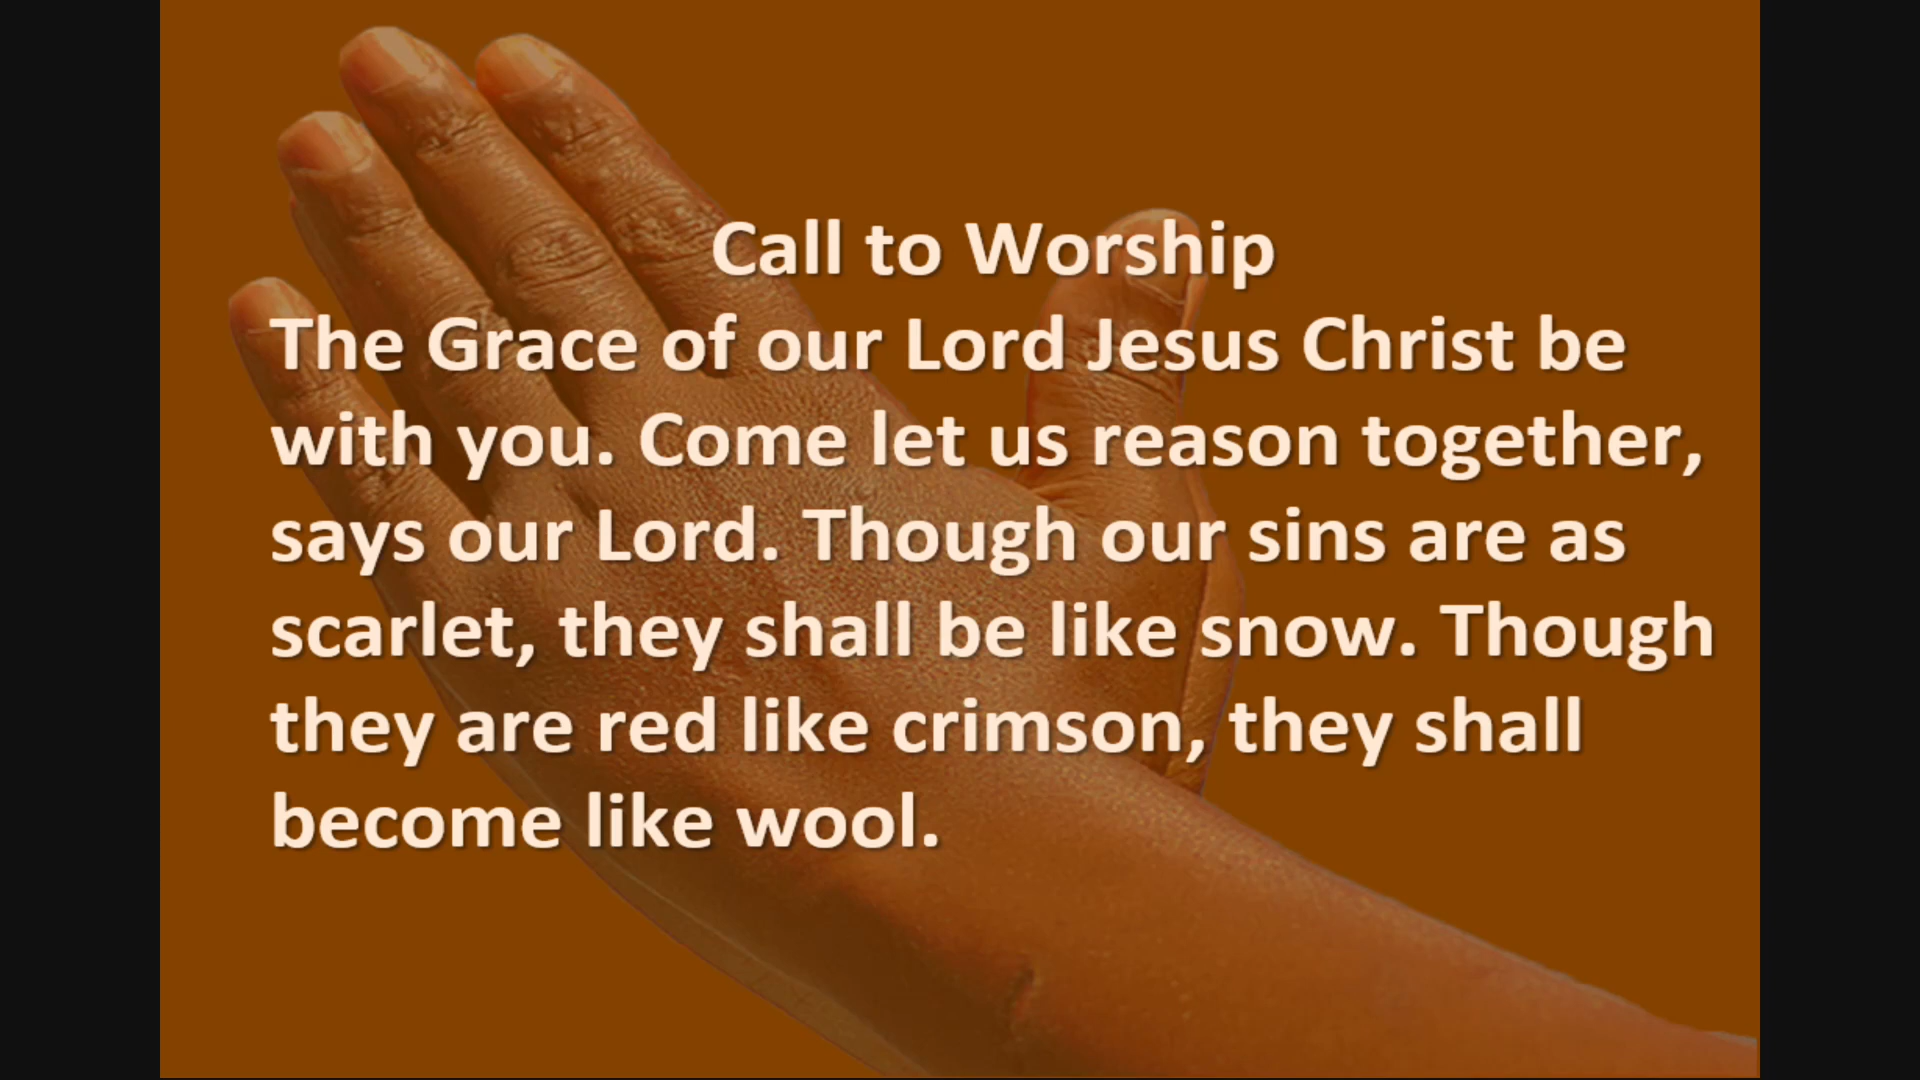 Call to Worship
The Grace of our Lord Jesus Christ be
with you. Come let us reason together,
says our Lord. Though our sins are as
scarlet, they shall be like snow. Though
they are red like crimson, they shall
become like wool.